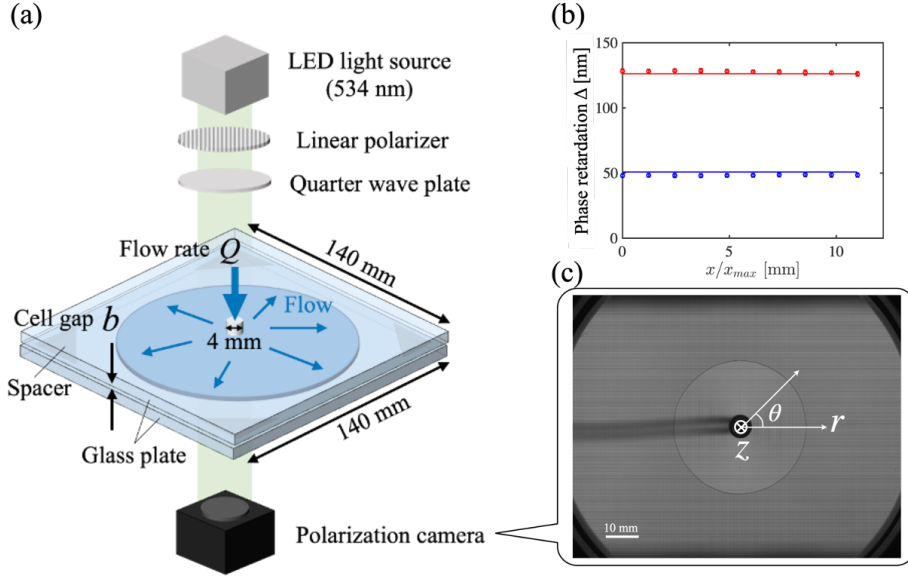 (a)
LED light source
(534 nm)
Linear polarizer
Quarter wave plate
Flow rate Q
140 mm
Cell gap b
Flow
4 mm
Spacer
Glass plate
140 mm
Polarization camera
(b)
Phase retardation Δ [nm]
150
100
50
0
0 5 10
x/x_{max} [mm]
(c)
θ
r
z
10 mm